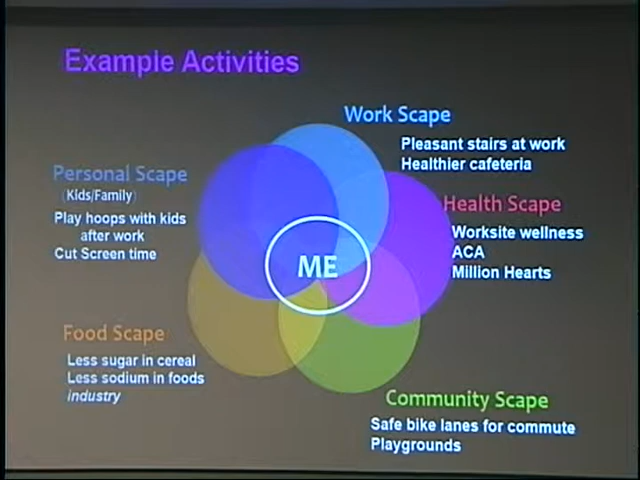 Example Activities
Work Scape
Pleasant stairs at work
Healthier cafeteria
Personal Scape
(Kids/Family)
Play hoops with kids
after work
Cut Screen time
Health Scape
Worksite wellness
ACA
Million Hearts
ME
Food Scape
Less sugar in cereal
Less sodium in foods
industry
Community Scape
Safe bike lanes for commute
Playgrounds